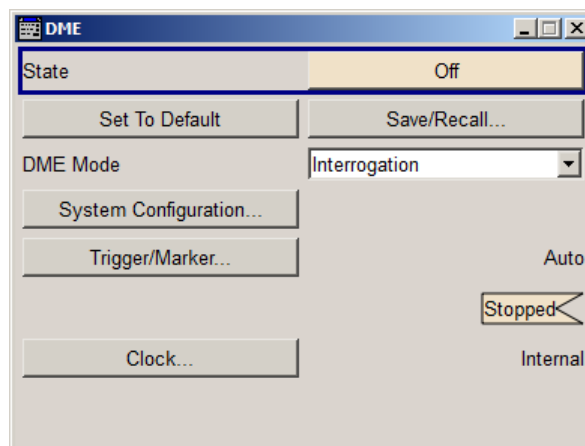 DME
State Off
Set To Default Save/Recall...
DME Mode Interrogation
System Configuration...
Trigger/Marker... Auto
Stopped
Clock... Internal